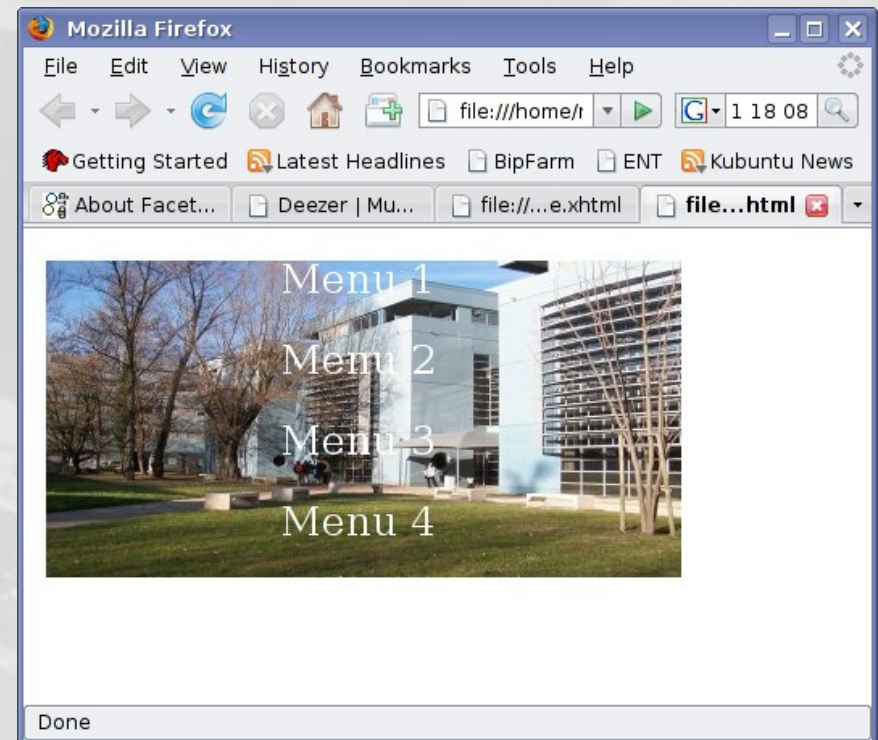 Mozilla Firefox
File Edit View History Bookmarks Tools Help
file:///home/r G 1 18 08
Getting Started Latest Headlines BipFarm ENT Kubuntu News
About Facet... Deezer | Mu... file://...e.xhtml file...html
Menu 1
Menu 2
Menu 3
Menu 4
Done